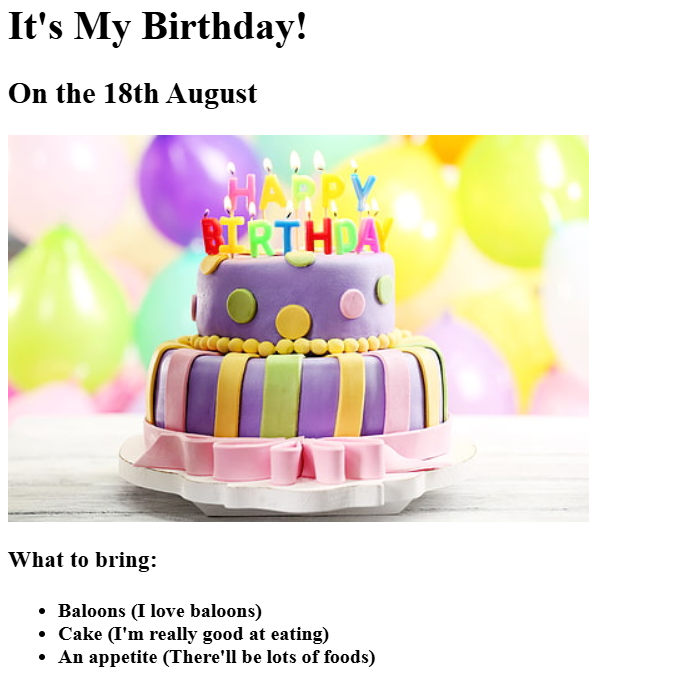 It's My Birthday!
On the 18th August
HAPPY
BIRTHDAY
What to bring:
Baloons (I love baloons)
Cake (I'm really good at eating)
An appetite (There'll be lots of foods)